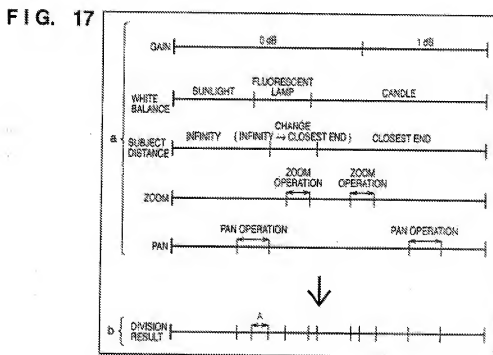 FIG. 17
a
GAIN
0 dB
1 dB
WHITE BALANCE
SUNLIGHT
FLUORESCENT LAMP
CANDLE
SUBJECT DISTANCE
INFINITY
CHANGE (INFINITY → CLOSEST END)
CLOSEST END
ZOOM
ZOOM OPERATION
ZOOM OPERATION
PAN
PAN OPERATION
PAN OPERATION
b
DIVISION RESULT
A